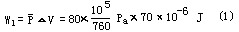 W₁= P̄ △V = 80× 10⁵/760 Pₐ × 70 × 10⁻⁶ J (1)